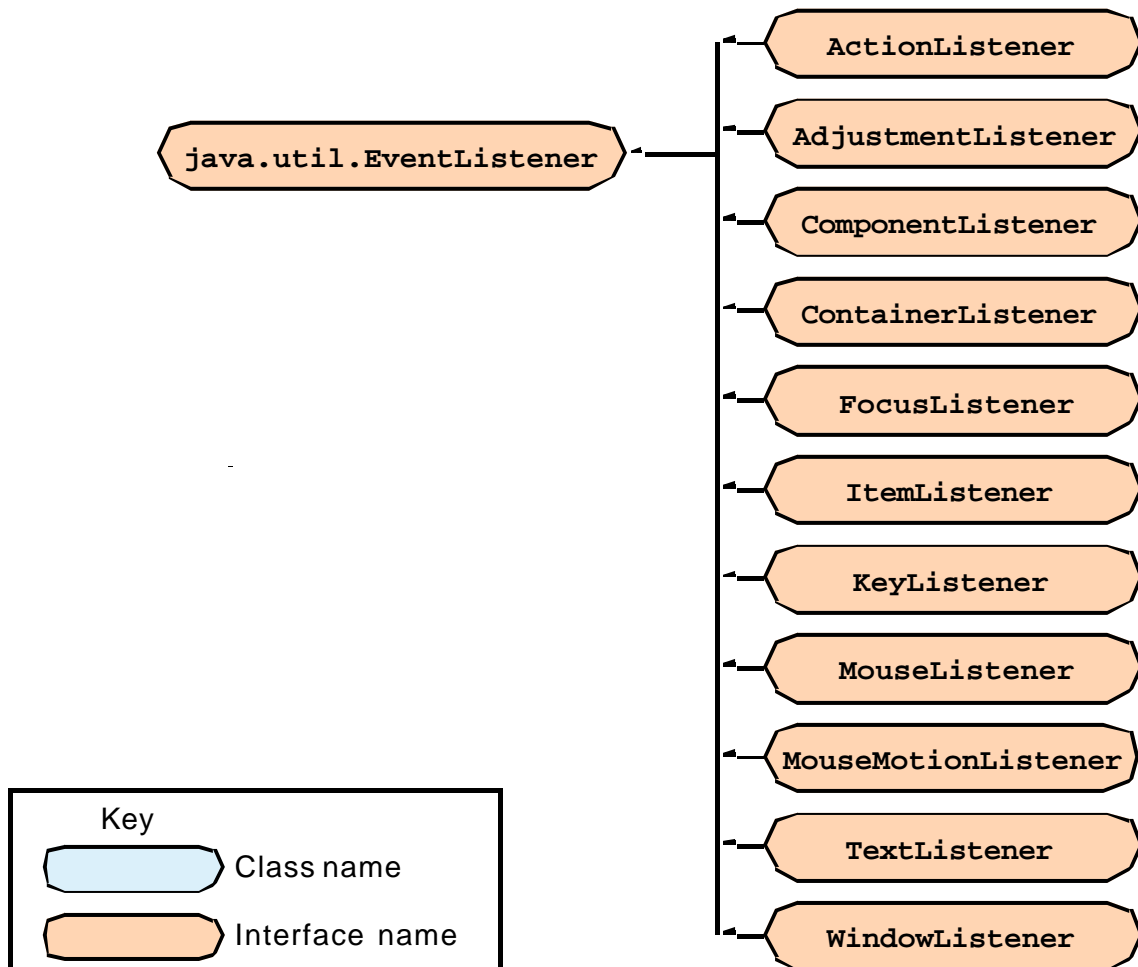 ActionListener
java.util.EventListener
AdjustmentListener
ComponentListener
ContainerListener
FocusListener
ItemListener
KeyListener
MouseListener
MouseMotionListener
TextListener
WindowListener
Key
Class name
Interface name